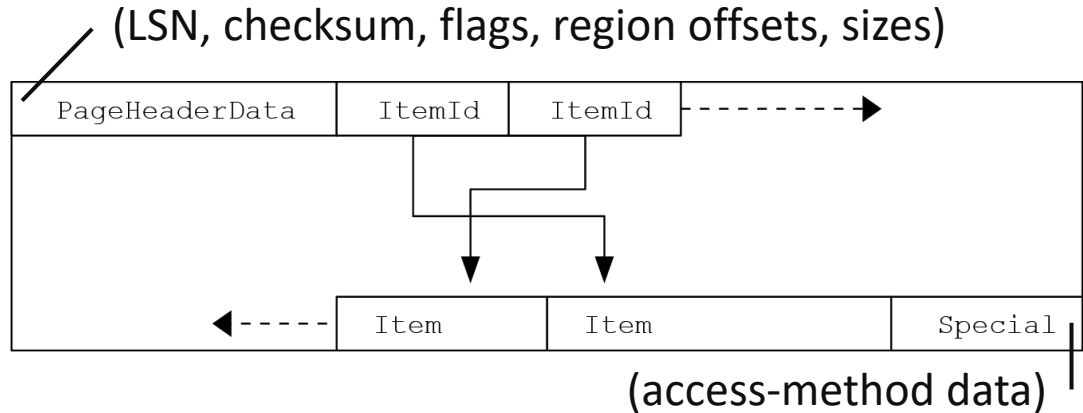 (LSN, checksum, flags, region offsets, sizes)
PageHeaderData ItemId ItemId
Item Item Special
(access-method data)